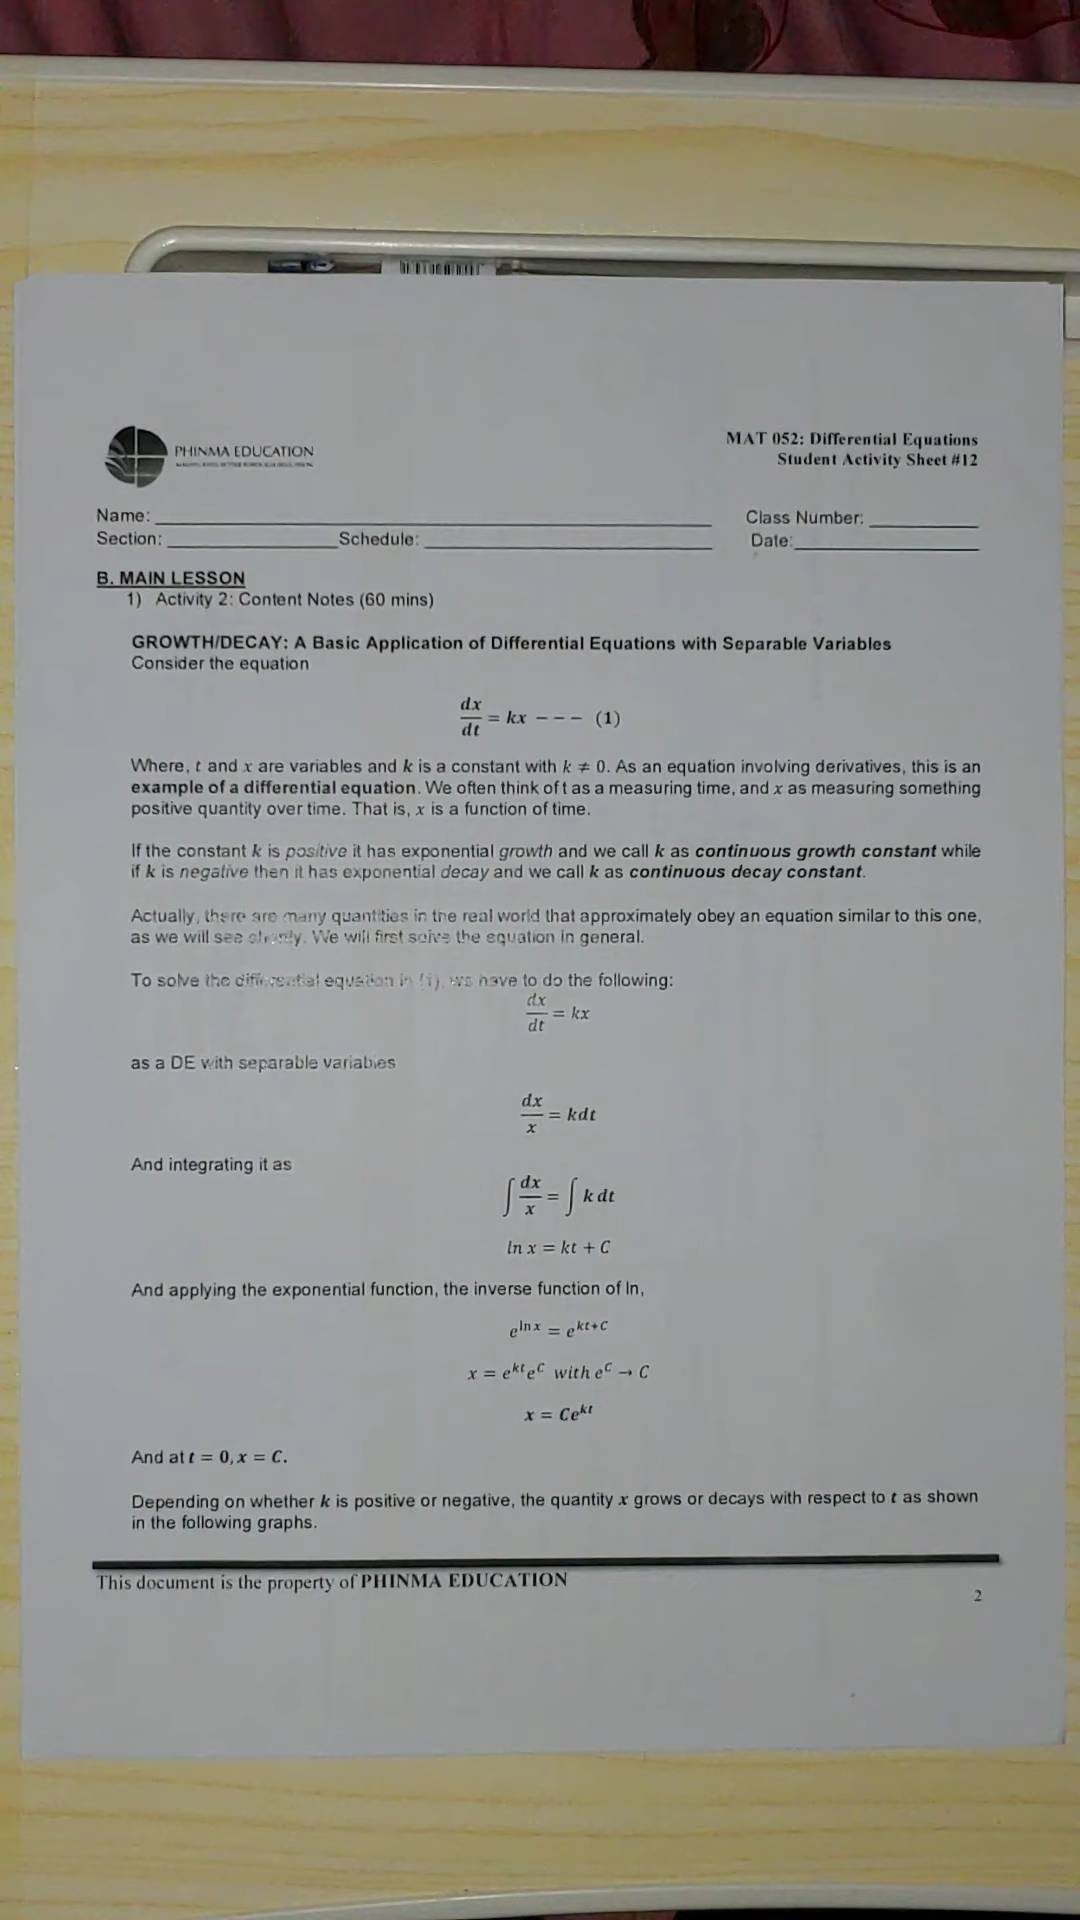 PHINMA EDUCATION
MAT 052: Differential Equations
Student Activity Sheet #12
Name: Class Number:
Section: Schedule: Date:
B. MAIN LESSON
1) Activity 2: Content Notes (60 mins)
GROWTH/DECAY: A Basic Application of Differential Equations with Separable Variables
Consider the equation
dx/dt = kx − − − (1)
Where, t and x are variables and k is a constant with k ≠ 0. As an equation involving derivatives, this is an
example of a differential equation. We often think of t as a measuring time, and x as measuring something
positive quantity over time. That is, x is a function of time.
If the constant k is positive it has exponential growth and we call k as continuous growth constant while
if k is negative then it has exponential decay and we call k as continuous decay constant.
Actually, there are many quantities in the real world that approximately obey an equation similar to this one,
as we will see shortly. We will first solve the equation in general.
To solve the differential equation in (1), we have to do the following:
dx/dt = kx
as a DE with separable variables
dx/x = kdt
And integrating it as
∫ dx/x = ∫ k dt
ln x = kt + C
And applying the exponential function, the inverse function of ln,
e^{ln x} = e^{kt+C}
x = e^{kt}e^{C} with e^{C} → C
x = Ce^{kt}
And at t = 0, x = C.
Depending on whether k is positive or negative, the quantity x grows or decays with respect to t as shown
in the following graphs.
This document is the property of PHINMA EDUCATION
2